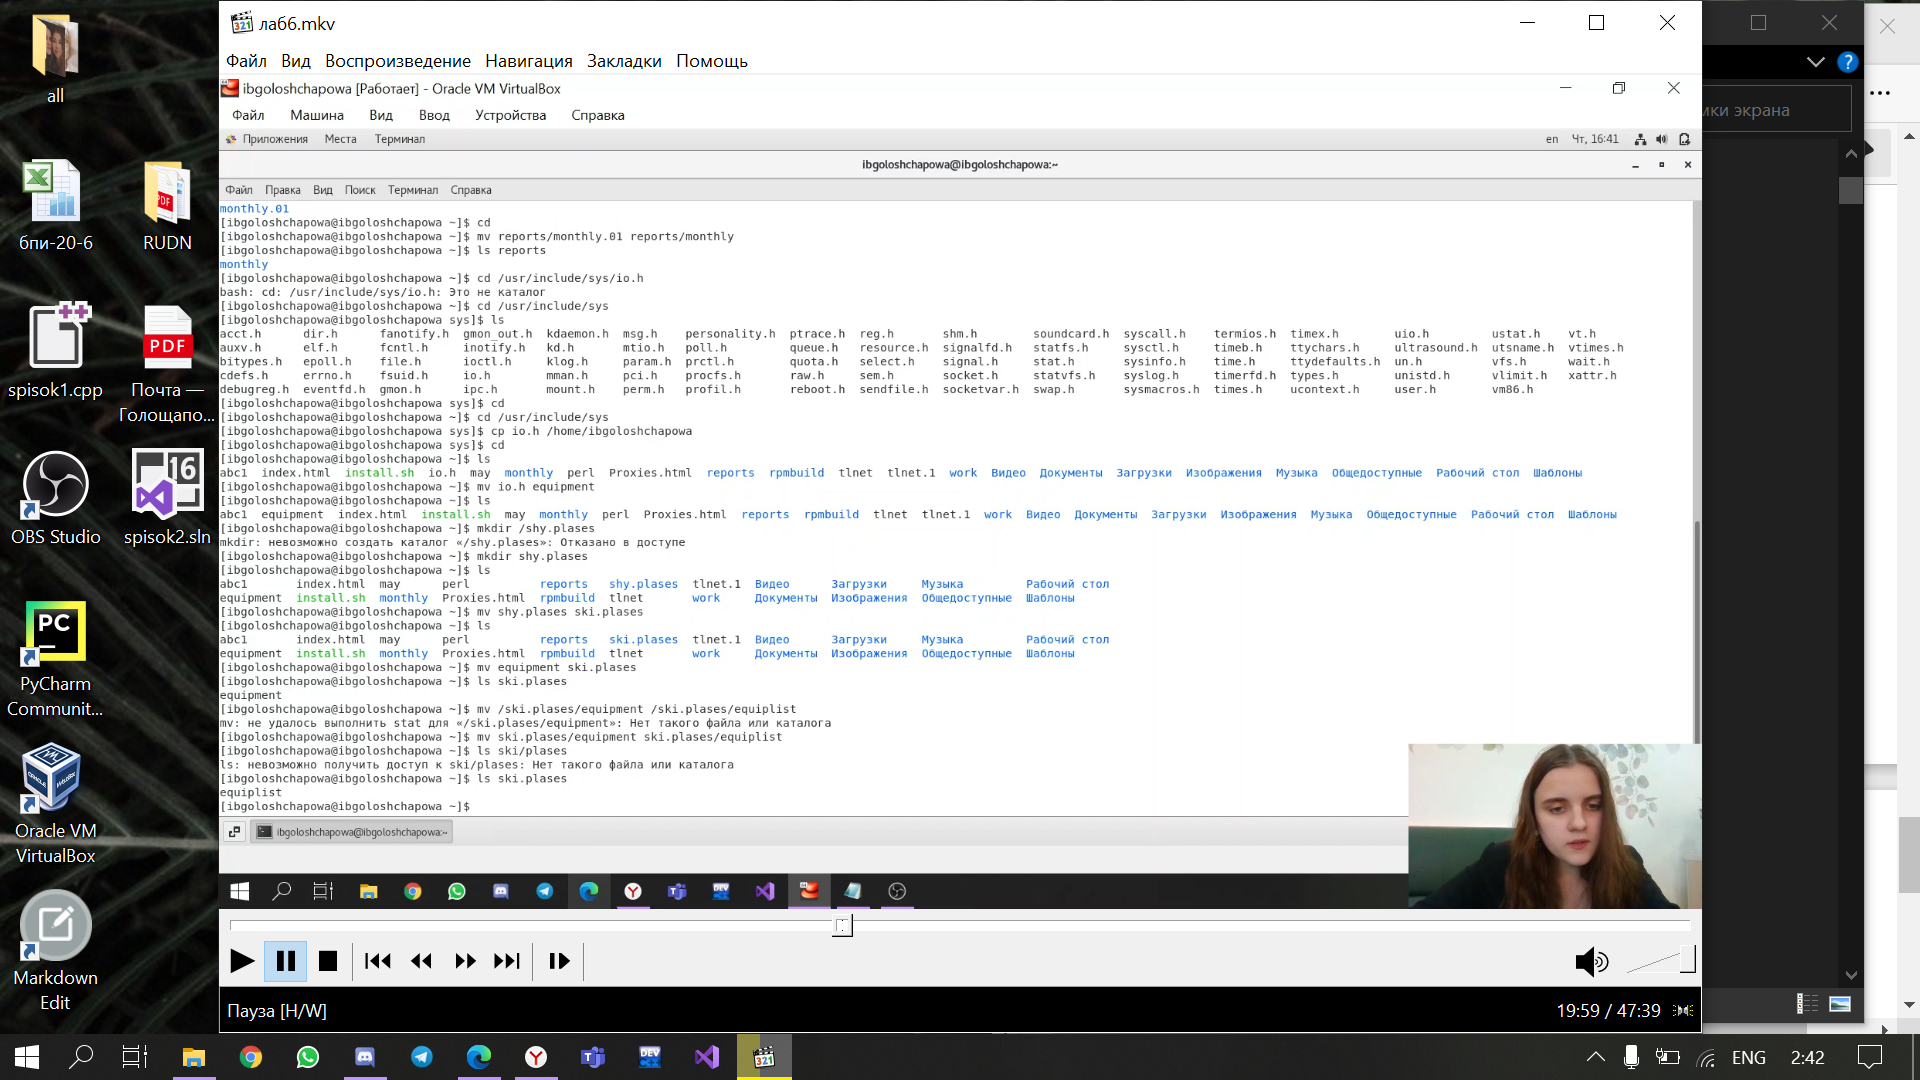 all
бпи-20-6
RUDN
spisok1.cpp
Почта —
Голощапо...
OBS Studio
spisok2.sln
PyCharm
Communit...
Oracle VM
VirtualBox
Markdown
Edit
лаб6.mkv
Файл Вид Воспроизведение Навигация Закладки Помощь
ibgoloshchapowa [Работает] - Oracle VM VirtualBox
Файл Машина Вид Ввод Устройства Справка
Приложения Места Терминал en Чт, 16:41
ibgoloshchapowa@ibgoloshchapowa:~
Файл Правка Вид Поиск Терминал Справка
monthly.01
[ibgoloshchapowa@ibgoloshchapowa ~]$ cd
[ibgoloshchapowa@ibgoloshchapowa ~]$ mv reports/monthly.01 reports/monthly
[ibgoloshchapowa@ibgoloshchapowa ~]$ ls reports
monthly
[ibgoloshchapowa@ibgoloshchapowa ~]$ cd /usr/include/sys/io.h
bash: cd: /usr/include/sys/io.h: Это не каталог
[ibgoloshchapowa@ibgoloshchapowa ~]$ cd /usr/include/sys
[ibgoloshchapowa@ibgoloshchapowa sys]$ ls
acct.h dir.h fanotify.h gmon_out.h kdaemon.h msg.h personality.h ptrace.h reg.h shm.h soundcard.h syscall.h termios.h timex.h uio.h ustat.h vt.h
auxv.h elf.h fcntl.h inotify.h kd.h mtio.h poll.h queue.h resource.h signalfd.h statfs.h sysctl.h timeb.h ttychars.h ultrasound.h utsname.h vtimes.h
bitypes.h epoll.h file.h ioctl.h klog.h param.h prctl.h quota.h select.h signal.h stat.h sysinfo.h time.h ttydefaults.h un.h vfs.h wait.h
cdefs.h errno.h fsuid.h io.h mman.h pci.h procfs.h raw.h sem.h socket.h statvfs.h syslog.h timerfd.h types.h unistd.h vlimit.h xattr.h
debugreg.h eventfd.h gmon.h ipc.h mount.h perm.h profil.h reboot.h sendfile.h socketvar.h swap.h sysmacros.h times.h ucontext.h user.h vm86.h
[ibgoloshchapowa@ibgoloshchapowa sys]$ cd
[ibgoloshchapowa@ibgoloshchapowa ~]$ cd /usr/include/sys
[ibgoloshchapowa@ibgoloshchapowa sys]$ cp io.h /home/ibgoloshchapowa
[ibgoloshchapowa@ibgoloshchapowa sys]$ cd
[ibgoloshchapowa@ibgoloshchapowa ~]$ ls
abc1 index.html install.sh io.h may monthly perl Proxies.html reports rpmbuild tlnet tlnet.1 work Видео Документы Загрузки Изображения Музыка Общедоступные Рабочий стол Шаблоны
[ibgoloshchapowa@ibgoloshchapowa ~]$ mv io.h equipment
[ibgoloshchapowa@ibgoloshchapowa ~]$ ls
abc1 equipment index.html install.sh may monthly perl Proxies.html reports rpmbuild tlnet tlnet.1 work Видео Документы Загрузки Изображения Музыка Общедоступные Рабочий стол Шаблоны
[ibgoloshchapowa@ibgoloshchapowa ~]$ mkdir /shy.plases
mkdir: невозможно создать каталог «/shy.plases»: Отказано в доступе
[ibgoloshchapowa@ibgoloshchapowa ~]$ mkdir shy.plases
[ibgoloshchapowa@ibgoloshchapowa ~]$ ls
abc1 index.html may perl reports shy.plases tlnet.1 Видео Загрузки Музыка Рабочий стол
equipment install.sh monthly Proxies.html rpmbuild tlnet work Документы Изображения Общедоступные Шаблоны
[ibgoloshchapowa@ibgoloshchapowa ~]$ mv shy.plases ski.plases
[ibgoloshchapowa@ibgoloshchapowa ~]$ ls
abc1 index.html may perl reports ski.plases tlnet.1 Видео Загрузки Музыка Рабочий стол
equipment install.sh monthly Proxies.html rpmbuild tlnet work Документы Изображения Общедоступные Шаблоны
[ibgoloshchapowa@ibgoloshchapowa ~]$ mv equipment ski.plases
[ibgoloshchapowa@ibgoloshchapowa ~]$ ls ski.plases
equipment
[ibgoloshchapowa@ibgoloshchapowa ~]$ mv /ski.plases/equipment /ski.plases/equiplist
mv: не удалось выполнить stat для «/ski.plases/equipment»: Нет такого файла или каталога
[ibgoloshchapowa@ibgoloshchapowa ~]$ mv ski.plases/equipment ski.plases/equiplist
[ibgoloshchapowa@ibgoloshchapowa ~]$ ls ski/plases
ls: невозможно получить доступ к ski/plases: Нет такого файла или каталога
[ibgoloshchapowa@ibgoloshchapowa ~]$ ls ski.plases
equiplist
[ibgoloshchapowa@ibgoloshchapowa ~]$
ibgoloshchapowa@ibgoloshchapowa:~
Пауза [H/W] 19:59 / 47:39
мки экрана
ENG 2:42